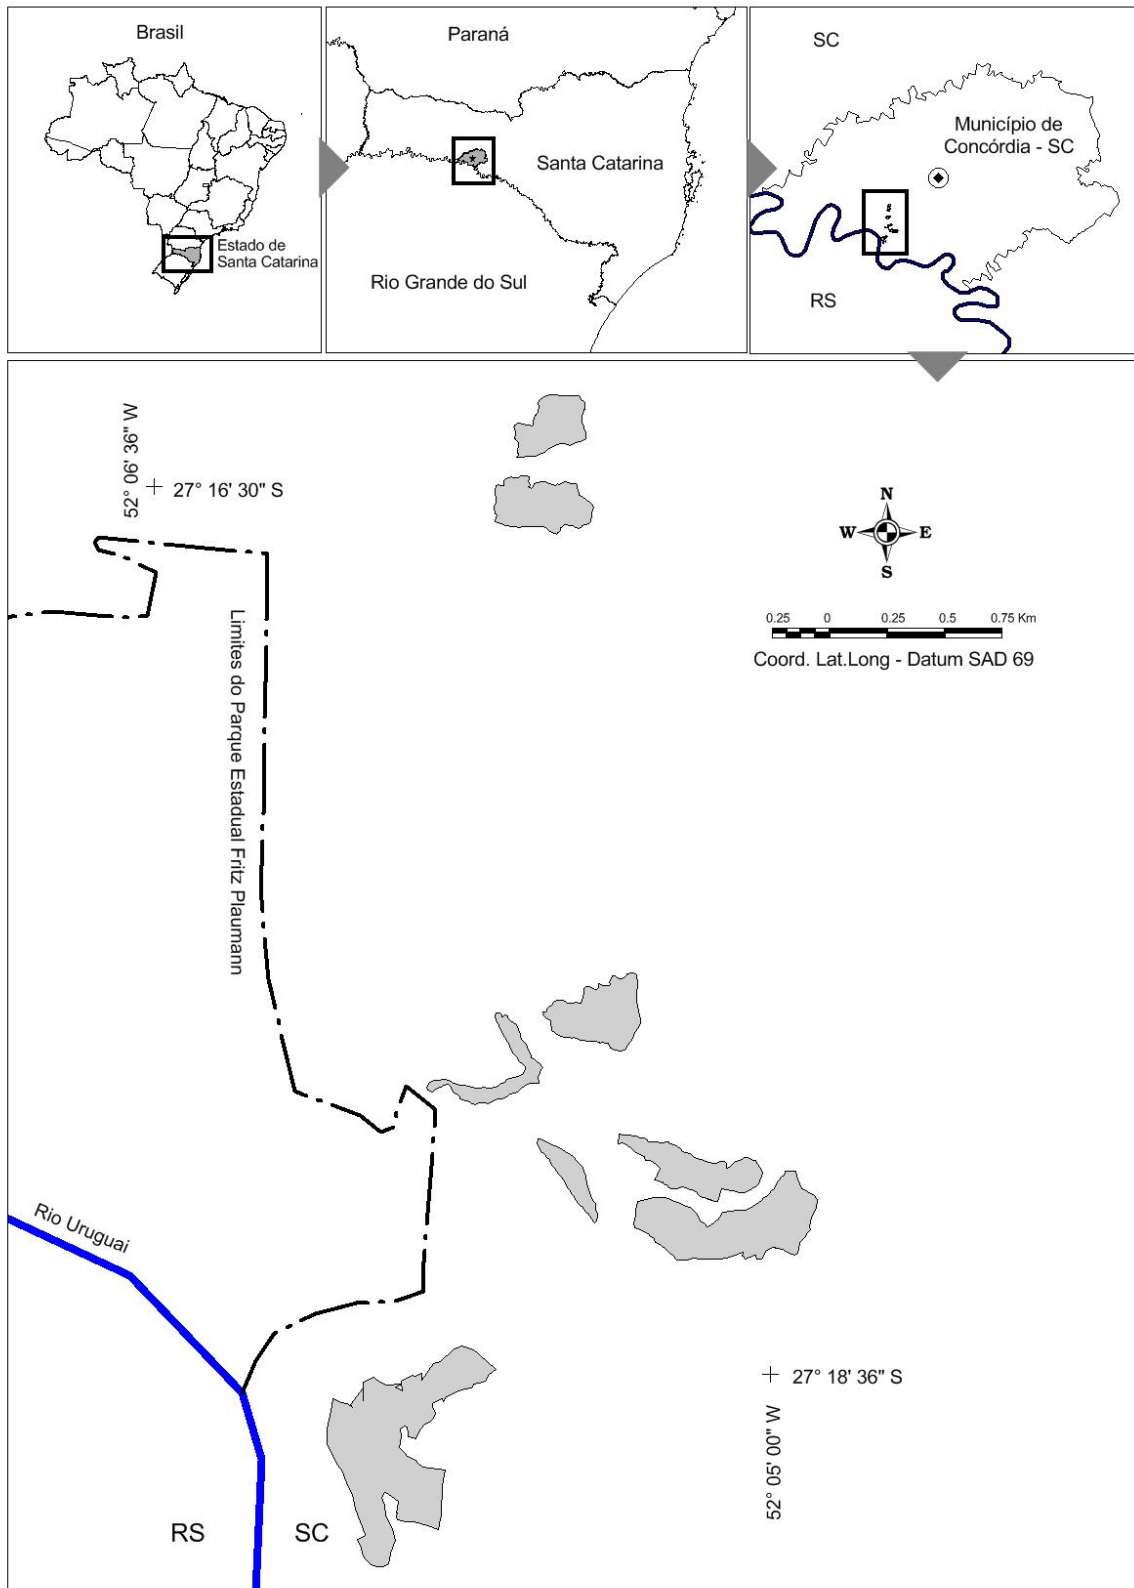 Brasil
Estado de
Santa Catarina
Paraná
Santa Catarina
Rio Grande do Sul
SC
Município de
Concórdia - SC
RS
52° 06' 36" W
27° 16' 30" S
N
W E
S
0.25 0 0.25 0.5 0.75 Km
Coord. Lat.Long - Datum SAD 69
Limites do Parque Estadual Fritz Plaumann
Rio Uruguai
27° 18' 36" S
52° 05' 00" W
RS SC